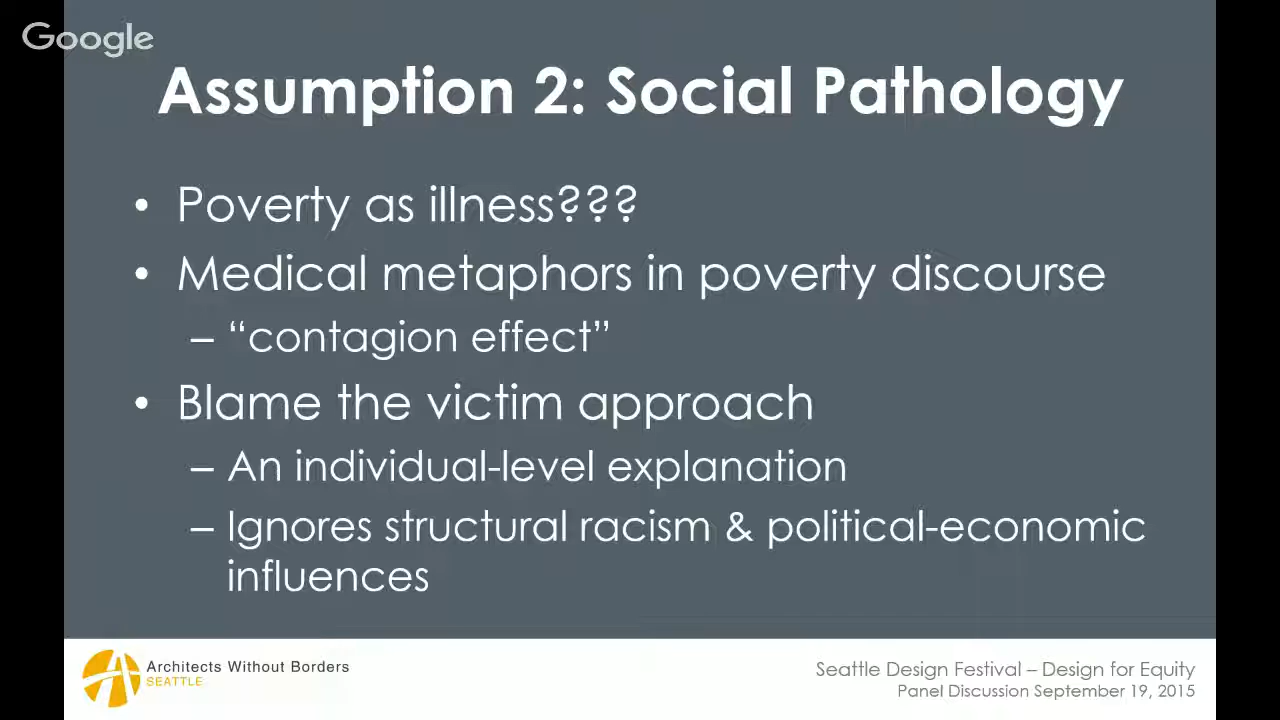 Google
Assumption 2: Social Pathology
• Poverty as illness???
• Medical metaphors in poverty discourse
– “contagion effect”
• Blame the victim approach
– An individual-level explanation
– Ignores structural racism & political-economic
influences
Architects Without Borders
SEATTLE
Seattle Design Festival – Design for Equity
Panel Discussion September 19, 2015